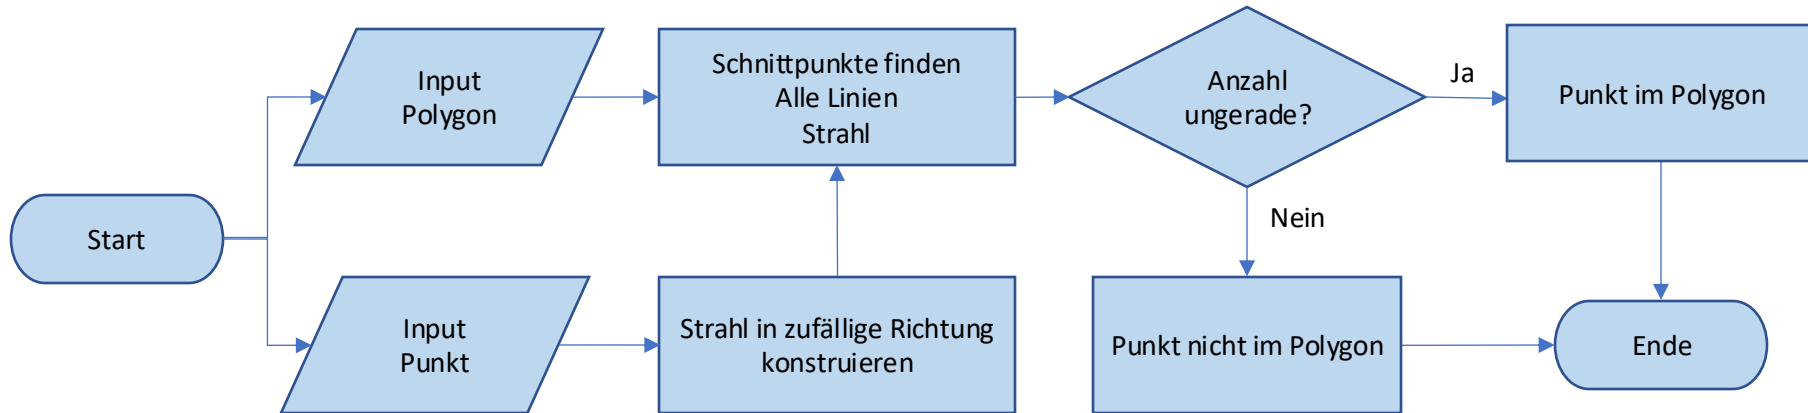 Start
Input
Polygon
Input
Punkt
Schnittpunkte finden
Alle Linien
Strahl
Strahl in zufällige Richtung
konstruieren
Anzahl
ungerade?
Ja
Nein
Punkt im Polygon
Punkt nicht im Polygon
Ende